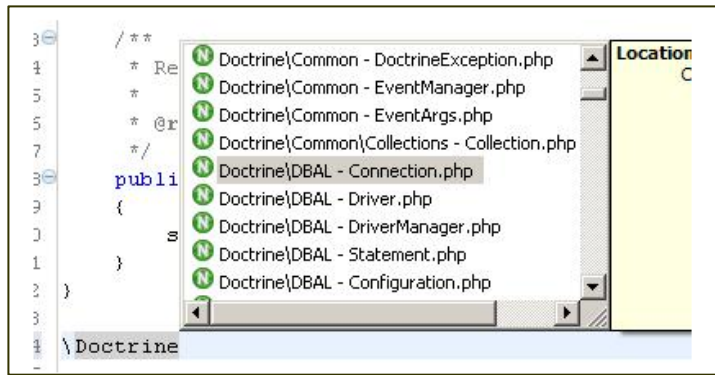 /**
* Re
*
* @r
*/
publi
{
s
}
}
\Doctrine
Doctrine\Common - DoctrineException.php
Doctrine\Common - EventManager.php
Doctrine\Common - EventArgs.php
Doctrine\Common\Collections - Collection.php
Doctrine\DBAL - Connection.php
Doctrine\DBAL - Driver.php
Doctrine\DBAL - DriverManager.php
Doctrine\DBAL - Statement.php
Doctrine\DBAL - Configuration.php
Location